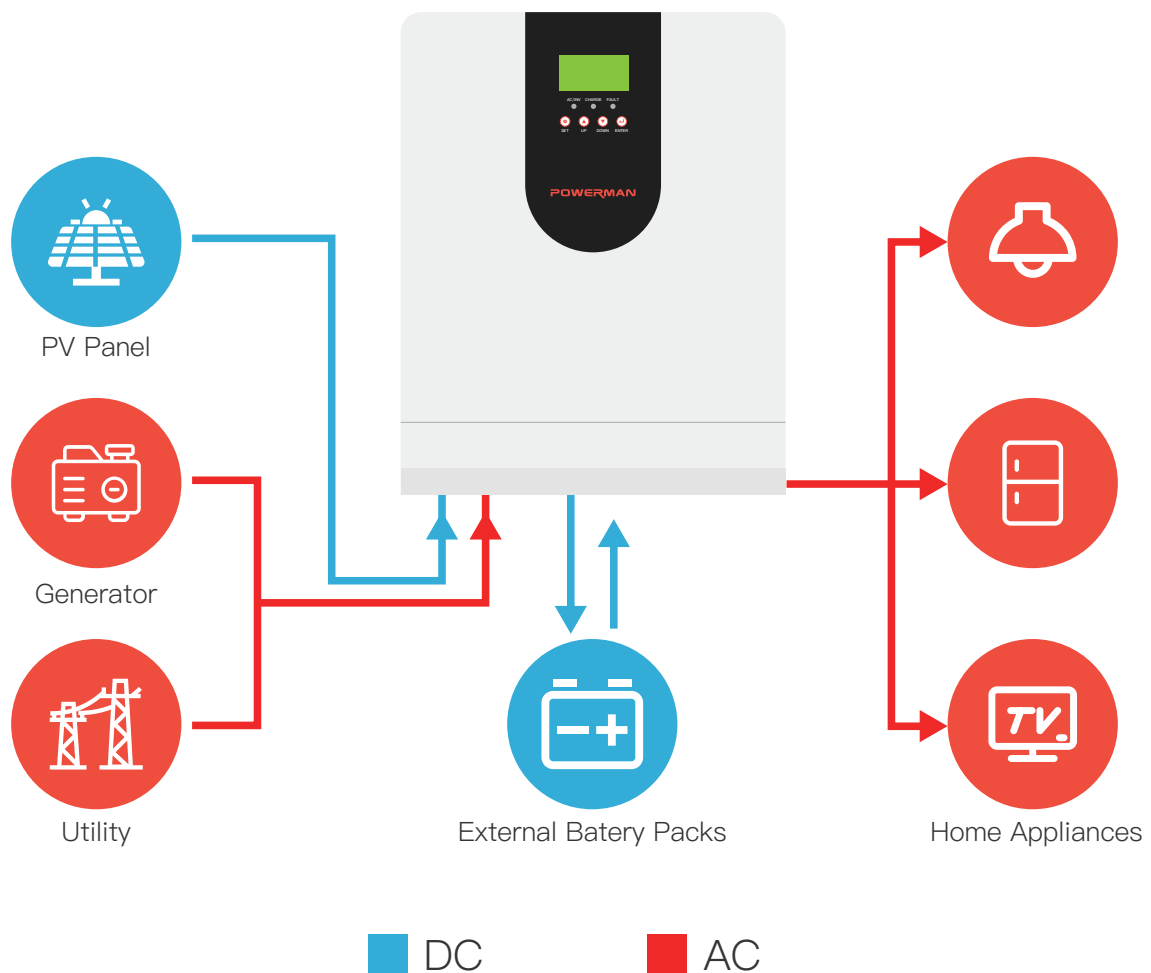 AC/INV CHARGE FAULT
SET UP DOWN ENTER
POWERMAN
PV Panel
Generator
Utility
TV
External Batery Packs
Home Appliances
DC
AC